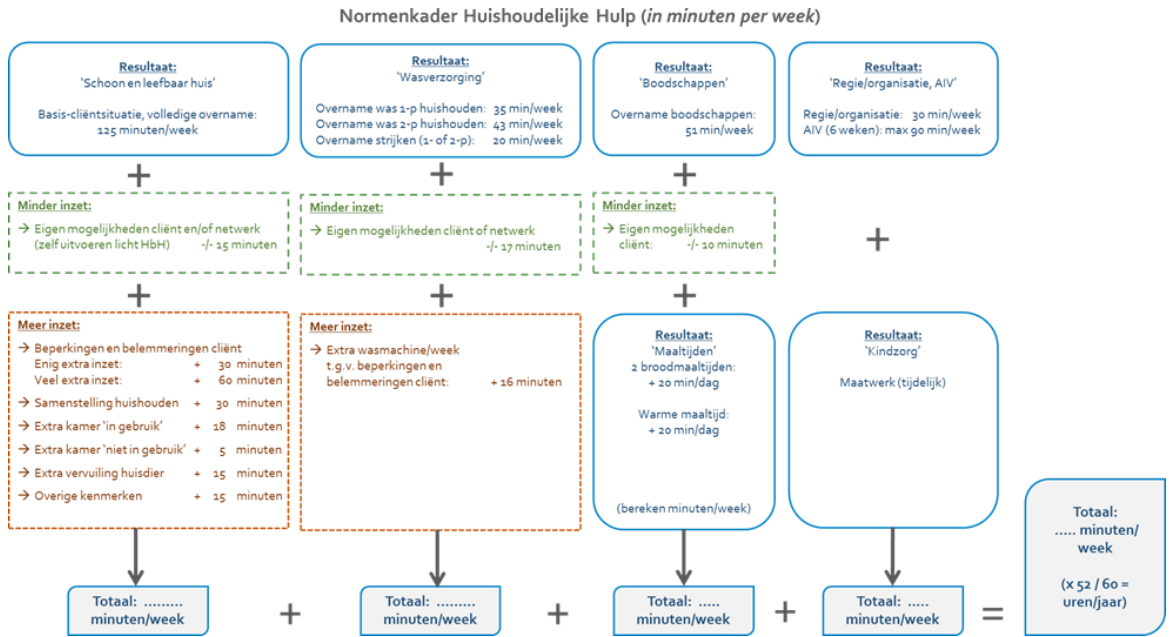 Normenkader Huishoudelijke Hulp (in minuten per week)
Resultaat:
'Schoon en leefbaar huis'
Basis-cliëntsituatie, volledige overname:
125 minuten/week
Resultaat:
'Wasverzorging'
Overname was 1-p huishouden: 35 min/week
Overname was 2-p huishouden: 43 min/week
Overname strijken (1- of 2-p): 20 min/week
Resultaat:
'Boodschappen'
Overname boodschappen:
51 min/week
Resultaat:
'Regie/organisatie, AIV'
Regie/organisatie: 30 min/week
AIV (6 weken): max 90 min/week
+
+
+
Minder inzet:
→ Eigen mogelijkheden cliënt en/of netwerk
(zelf uitvoeren licht HbH) -/- 15 minuten
Minder inzet:
→ Eigen mogelijkheden cliënt of netwerk
-/- 17 minuten
Minder inzet:
→ Eigen mogelijkheden
cliënt: -/- 10 minuten
+
+
+
+
Meer inzet:
→ Beperkingen en belemmeringen cliënt
Enig extra inzet: + 30 minuten
Veel extra inzet: + 60 minuten
→ Samenstelling huishouden + 30 minuten
→ Extra kamer 'in gebruik' + 18 minuten
→ Extra kamer 'niet in gebruik' + 5 minuten
→ Extra vervuiling huisdier + 15 minuten
→ Overige kenmerken + 15 minuten
Meer inzet:
→ Extra wasmachine/week
t.g.v. beperkingen en
belemmeringen cliënt: + 16 minuten
Resultaat:
'Maaltijden'
2 broodmaaltijden:
+ 20 min/dag
Warme maaltijd:
+ 20 min/dag
(bereken minuten/week)
Resultaat:
'Kindzorg'
Maatwerk (tijdelijk)
Totaal: .........
minuten/week
+
Totaal: .........
minuten/week
+
Totaal: .....
minuten/week
+
Totaal: .....
minuten/week
=
Totaal:
..... minuten/
week
(x 52 / 60 =
uren/jaar)